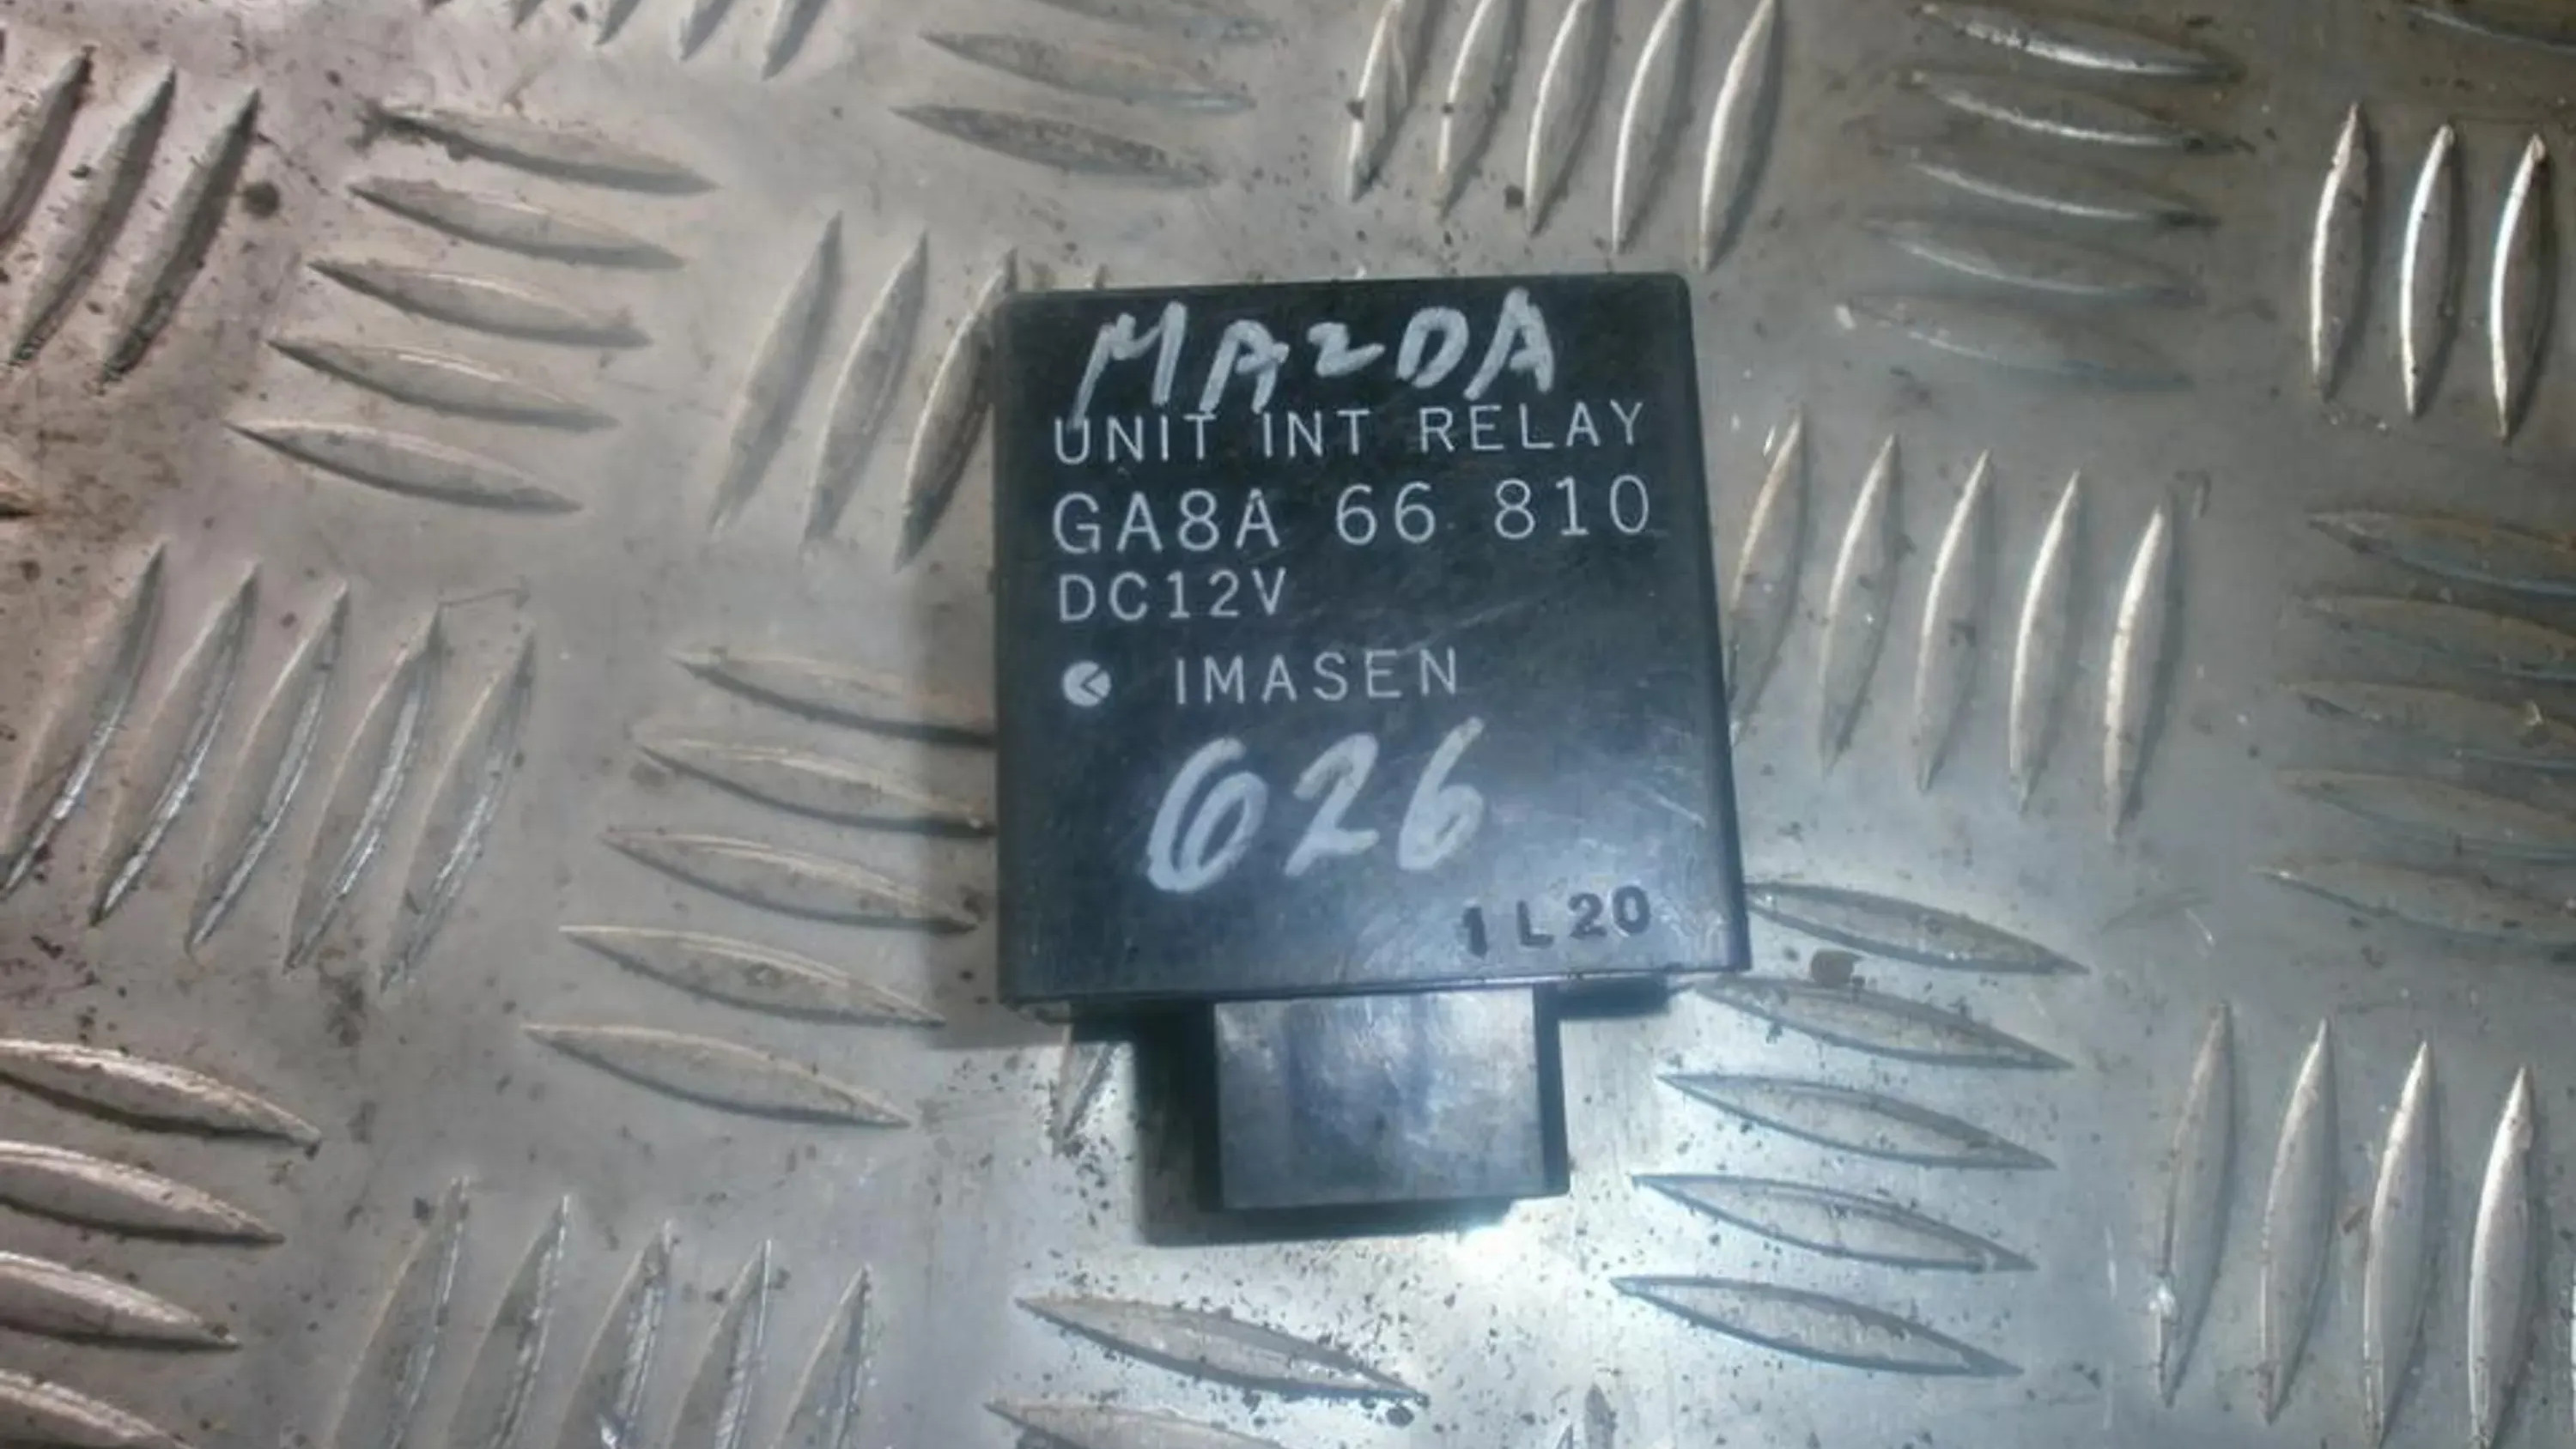 MAZDA
UNIT INT RELAY
GA8A 66 810
DC12V
IMASEN
626
1L20